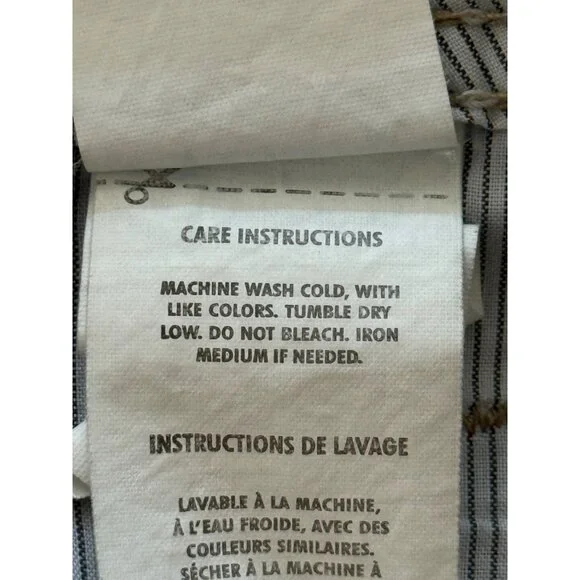 CARE INSTRUCTIONS
MACHINE WASH COLD, WITH
LIKE COLORS. TUMBLE DRY
LOW. DO NOT BLEACH. IRON
MEDIUM IF NEEDED.
INSTRUCTIONS DE LAVAGE
LAVABLE À LA MACHINE,
À L'EAU FROIDE, AVEC DES
COULEURS SIMILAIRES.
SÉCHER À LA MACHINE À